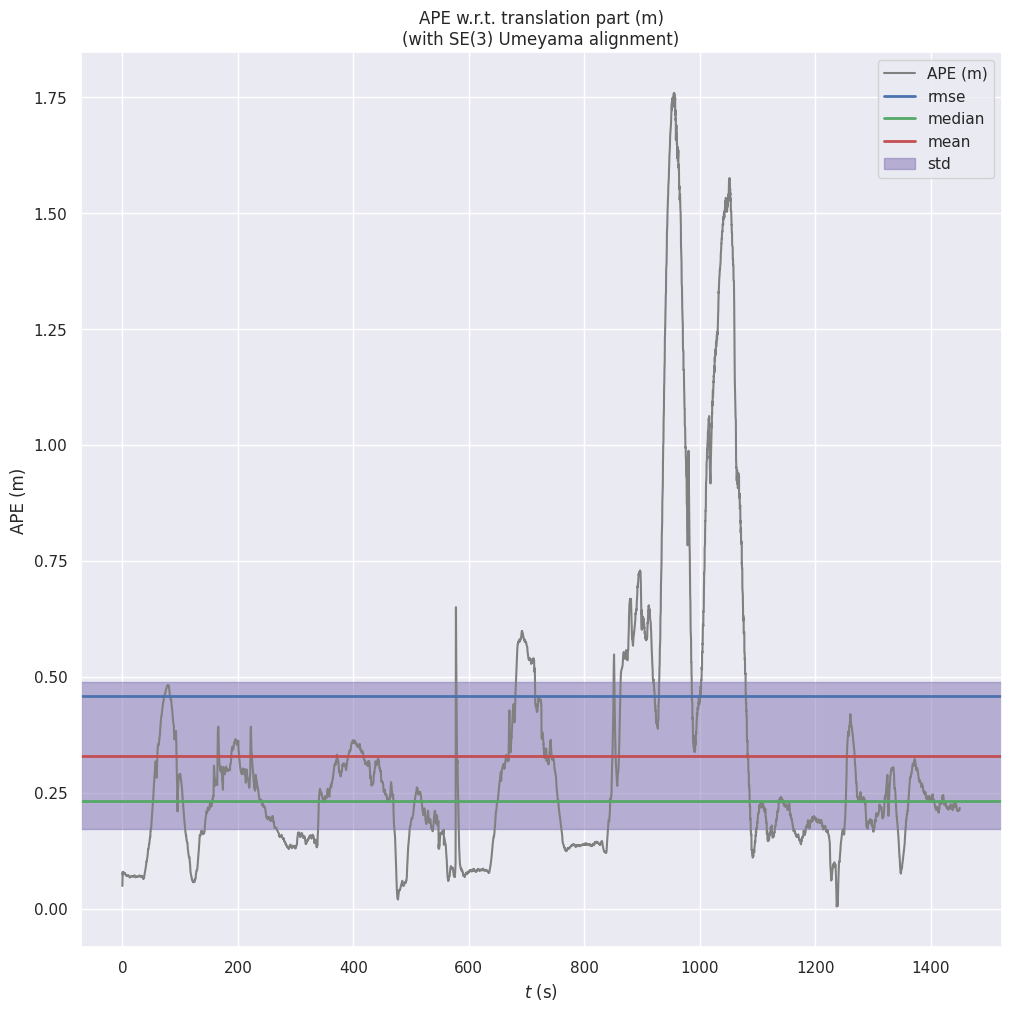 APE w.r.t. translation part (m)
(with SE(3) Umeyama alignment)
APE (m)
rmse
median
mean
std
1.75
1.50
1.25
1.00
0.75
0.50
0.25
0.00
APE (m)
0 200 400 600 800 1000 1200 1400
t (s)